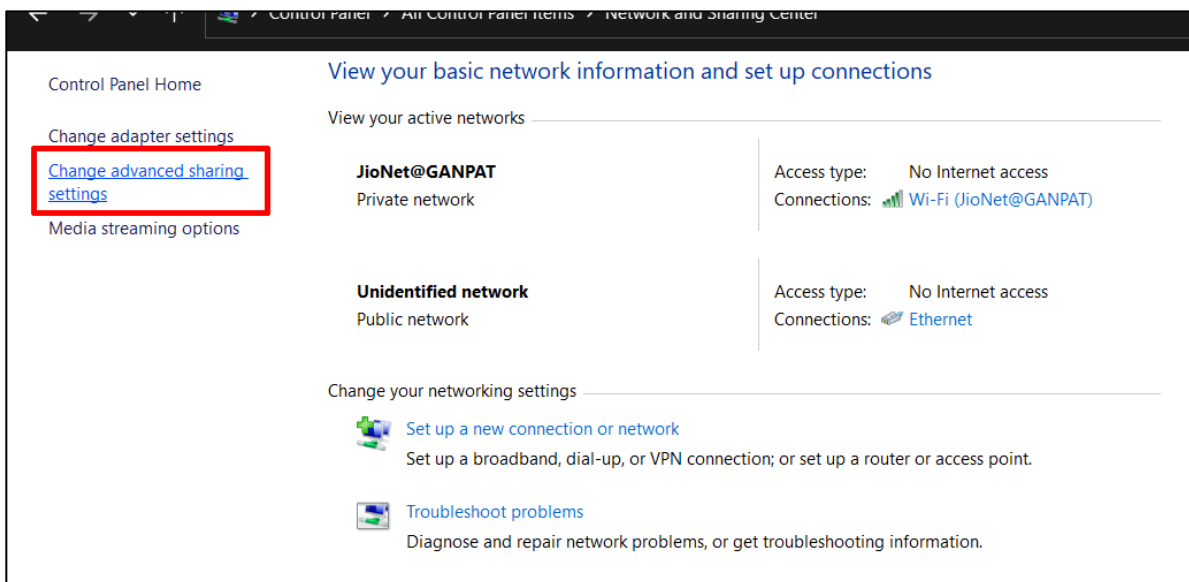 Control Panel > All Control Panel Items > Network and Sharing Center
Control Panel Home
Change adapter settings
Change advanced sharing
settings
Media streaming options
View your basic network information and set up connections
View your active networks
JioNet@GANPAT
Private network
Access type: No Internet access
Connections: Wi-Fi (JioNet@GANPAT)
Unidentified network
Public network
Access type: No Internet access
Connections: Ethernet
Change your networking settings
Set up a new connection or network
Set up a broadband, dial-up, or VPN connection; or set up a router or access point.
Troubleshoot problems
Diagnose and repair network problems, or get troubleshooting information.